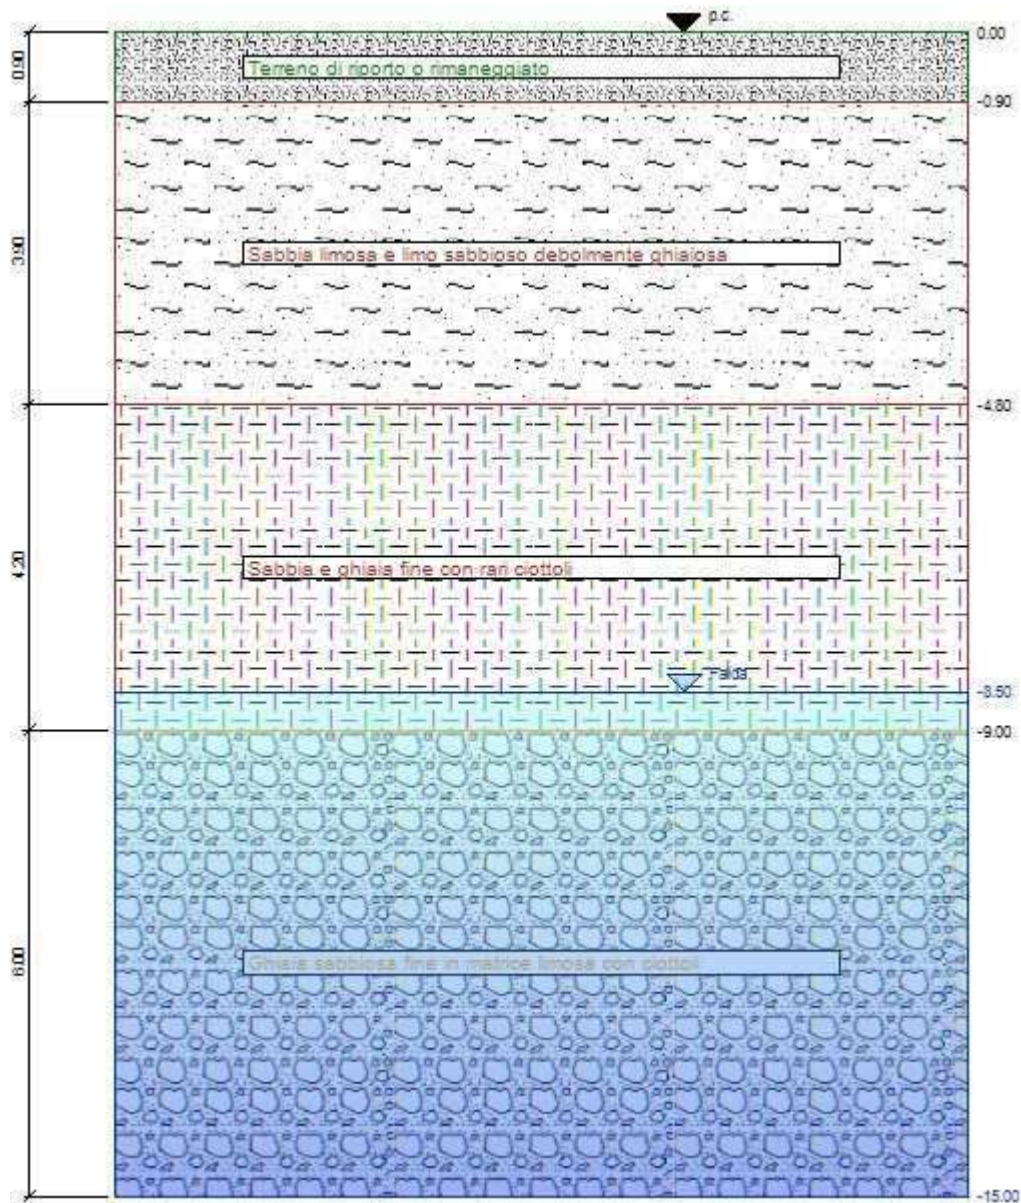 p.c.
0.00
0.90
Terreno di riporto o rimaneggiato
-0.90
3.90
Sabbia limosa e limo sabbioso debolmente ghiaiosa
-4.80
4.20
Sabbia e ghiaia fine con rari ciottoli
Falda
-8.50
-9.00
6.00
Ghiaia sabbiosa fine in matrice limosa con ciottoli
-15.00